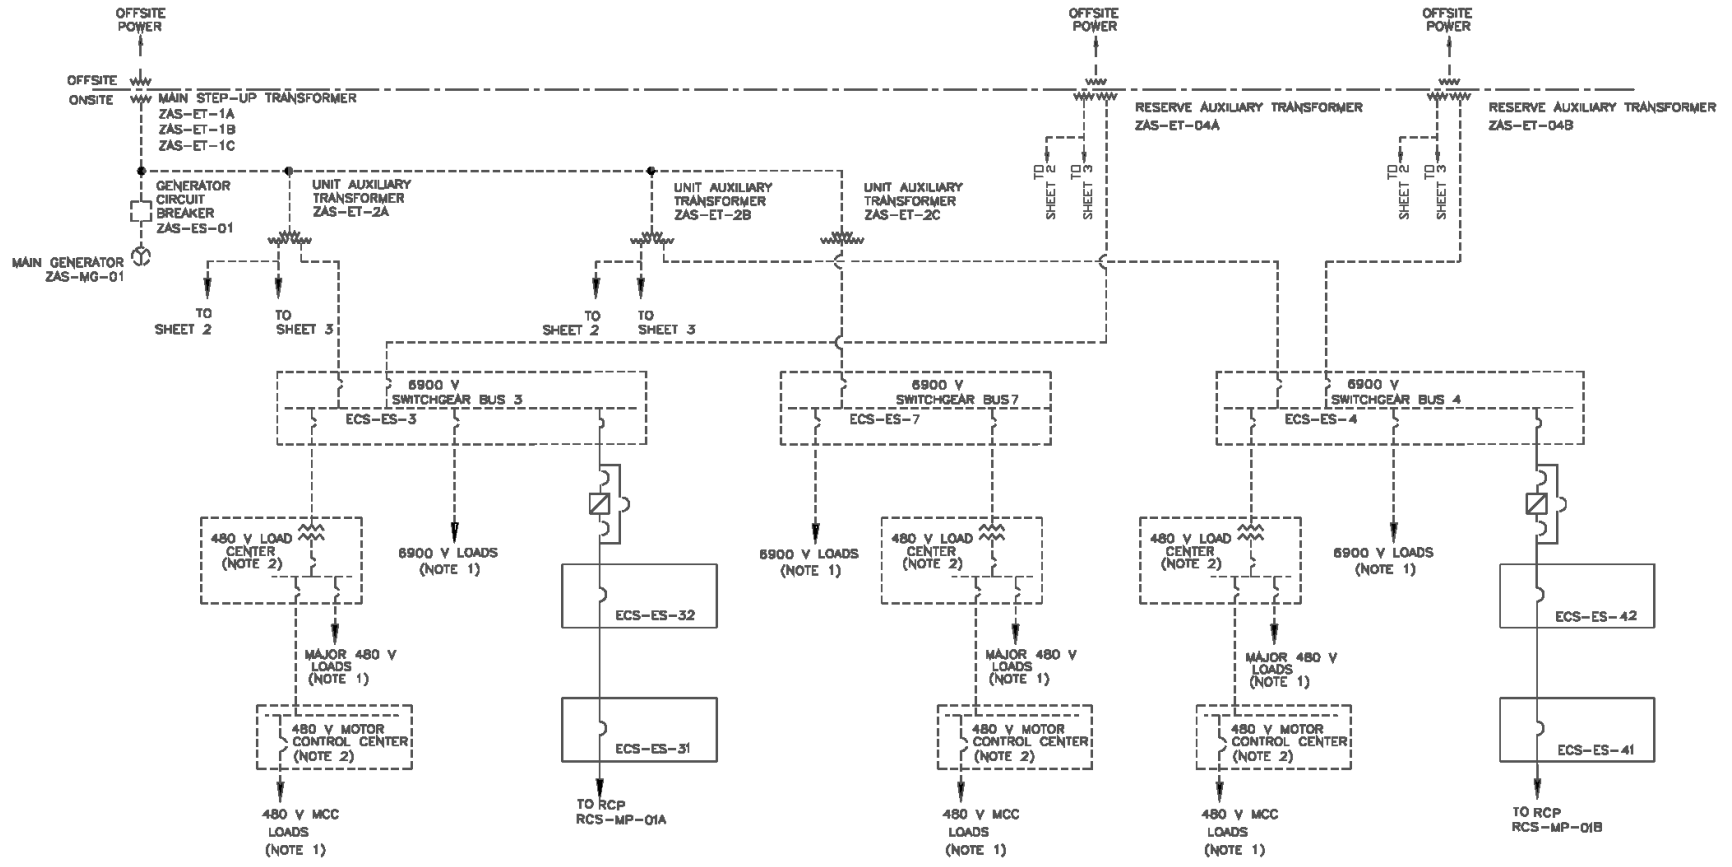 OFFSITE
POWER
OFFSITE
POWER
OFFSITE
POWER
OFFSITE
ONSITE
MAIN STEP-UP TRANSFORMER
ZAS-ET-1A
ZAS-ET-1B
ZAS-ET-1C
RESERVE AUXILIARY TRANSFORMER
ZAS-ET-04A
RESERVE AUXILIARY TRANSFORMER
ZAS-ET-04B
TO
SHEET 2
TO
SHEET 3
TO
SHEET 2
TO
SHEET 3
GENERATOR
CIRCUIT
BREAKER
ZAS-ES-01
UNIT AUXILIARY
TRANSFORMER
ZAS-ET-2A
UNIT AUXILIARY
TRANSFORMER
ZAS-ET-2B
UNIT AUXILIARY
TRANSFORMER
ZAS-ET-2C
MAIN GENERATOR
ZAS-MG-01
TO
SHEET 2
TO
SHEET 3
TO
SHEET 2
TO
SHEET 3
6900 V
SWITCHGEAR BUS 3
ECS-ES-3
6900 V
SWITCHGEAR BUS7
ECS-ES-7
6900 V
SWITCHGEAR BUS 4
ECS-ES-4
480 V LOAD
CENTER
(NOTE 2)
6900 V LOADS
(NOTE 1)
6900 V LOADS
(NOTE 1)
480 V LOAD
CENTER
(NOTE 2)
480 V LOAD
CENTER
(NOTE 2)
6900 V LOADS
(NOTE 1)
ECS-ES-32
ECS-ES-42
MAJOR 480 V
LOADS
(NOTE 1)
MAJOR 480 V
LOADS
(NOTE 1)
MAJOR 480 V
LOADS
(NOTE 1)
480 V MOTOR
CONTROL CENTER
(NOTE 2)
ECS-ES-31
480 V MOTOR
CONTROL CENTER
(NOTE 2)
480 V MOTOR
CONTROL CENTER
(NOTE 2)
ECS-ES-41
480 V MCC
LOADS
(NOTE 1)
TO RCP
RCS-MP-01A
480 V MCC
LOADS
(NOTE 1)
480 V MCC
LOADS
(NOTE 1)
TO RCP
RCS-MP-01B